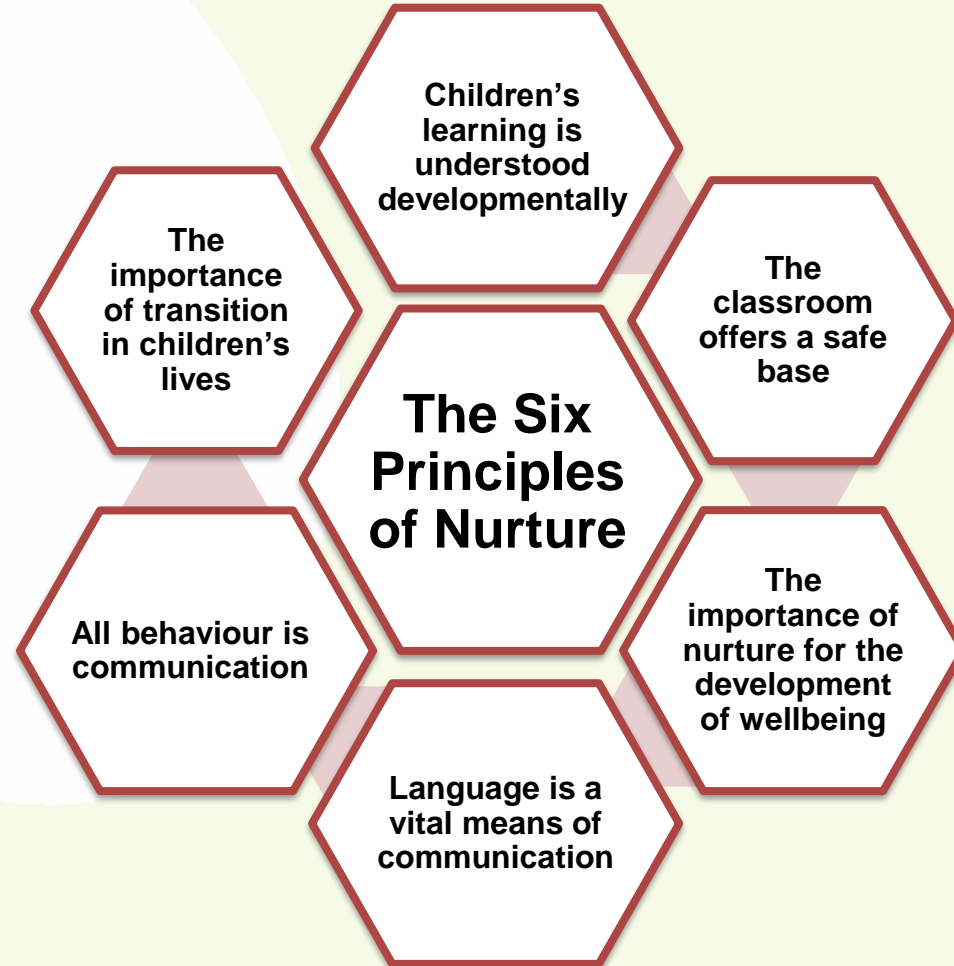 Children’s
learning is
understood
developmentally
The
classroom
offers a safe
base
The
importance of
nurture for the
development
of wellbeing
Language is a
vital means of
communication
All behaviour is
communication
The
importance
of transition
in children’s
lives
The Six
Principles
of Nurture